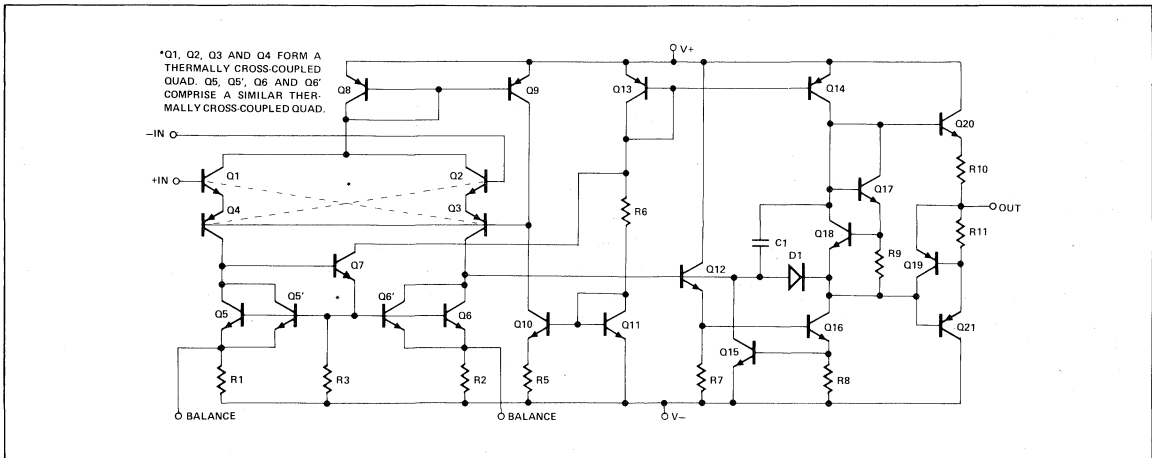 *Q1, Q2, Q3 AND Q4 FORM A
THERMALLY CROSS-COUPLED
QUAD. Q5, Q5', Q6 AND Q6'
COMPRISE A SIMILAR THER-
MALLY CROSS-COUPLED QUAD.
V+
Q8
Q9
Q13
Q14
Q20
-IN
+IN
Q1
*
Q2
Q17
R10
Q4
Q3
R6
OUT
C1
Q18
R11
D1
R9
Q19
Q7
Q12
Q5
Q5'
*
Q6'
Q6
Q10
Q11
Q16
Q21
Q15
R1
R3
R2
R5
R7
R8
BALANCE
BALANCE
V-